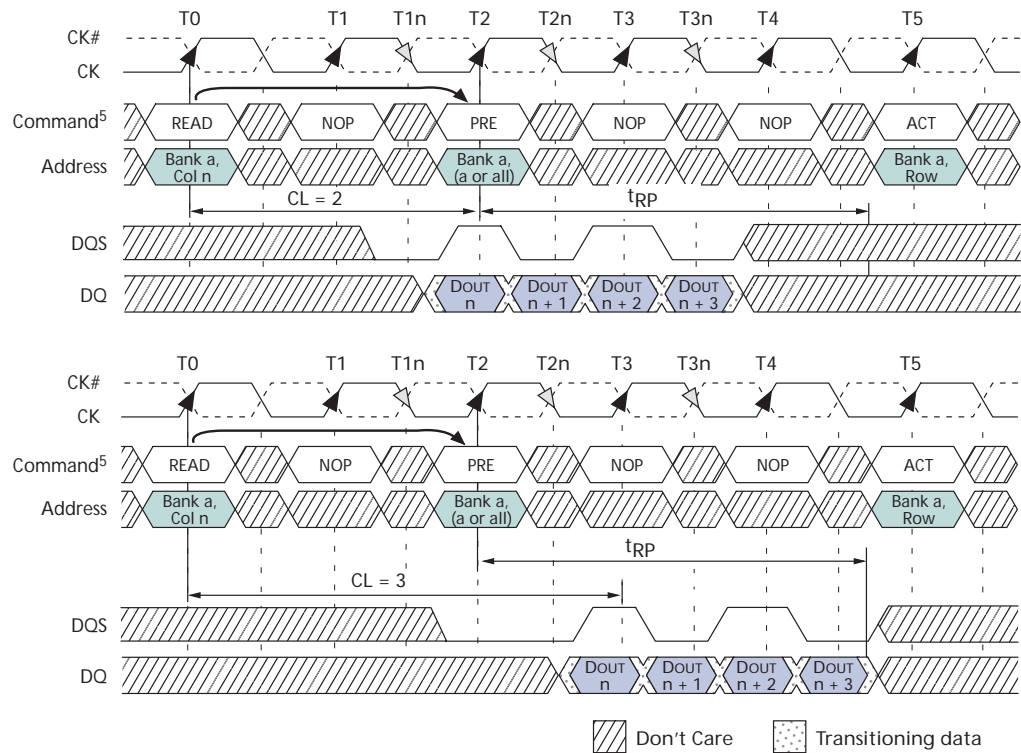 T0 T1 T1n T2 T2n T3 T3n T4 T5
CK#
CK
Command⁵ READ NOP PRE NOP NOP ACT
Address Bank a, Col n Bank a, (a or all) Bank a, Row
CL = 2 tRP
DQS
DQ DOUT n DOUT n + 1 DOUT n + 2 DOUT n + 3
T0 T1 T1n T2 T2n T3 T3n T4 T5
CK#
CK
Command⁵ READ NOP PRE NOP NOP ACT
Address Bank a, Col n Bank a, (a or all) Bank a, Row
tRP
CL = 3
DQS
DQ DOUT n DOUT n + 1 DOUT n + 2 DOUT n + 3
Don't Care Transitioning data